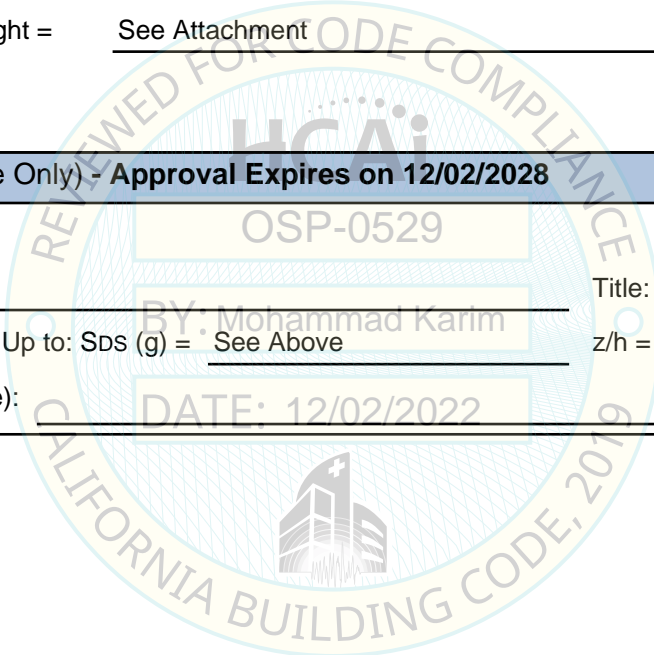 ght = See Attachment
REVIEWED FOR CODE COMPLIANCE
HCAi
e Only) - Approval Expires on 12/02/2028
OSP-0529
Title:
BY: Mohammad Karim
Up to: SDS (g) = See Above z/h =
e):
DATE: 12/02/2022
CALIFORNIA BUILDING CODE, 2019